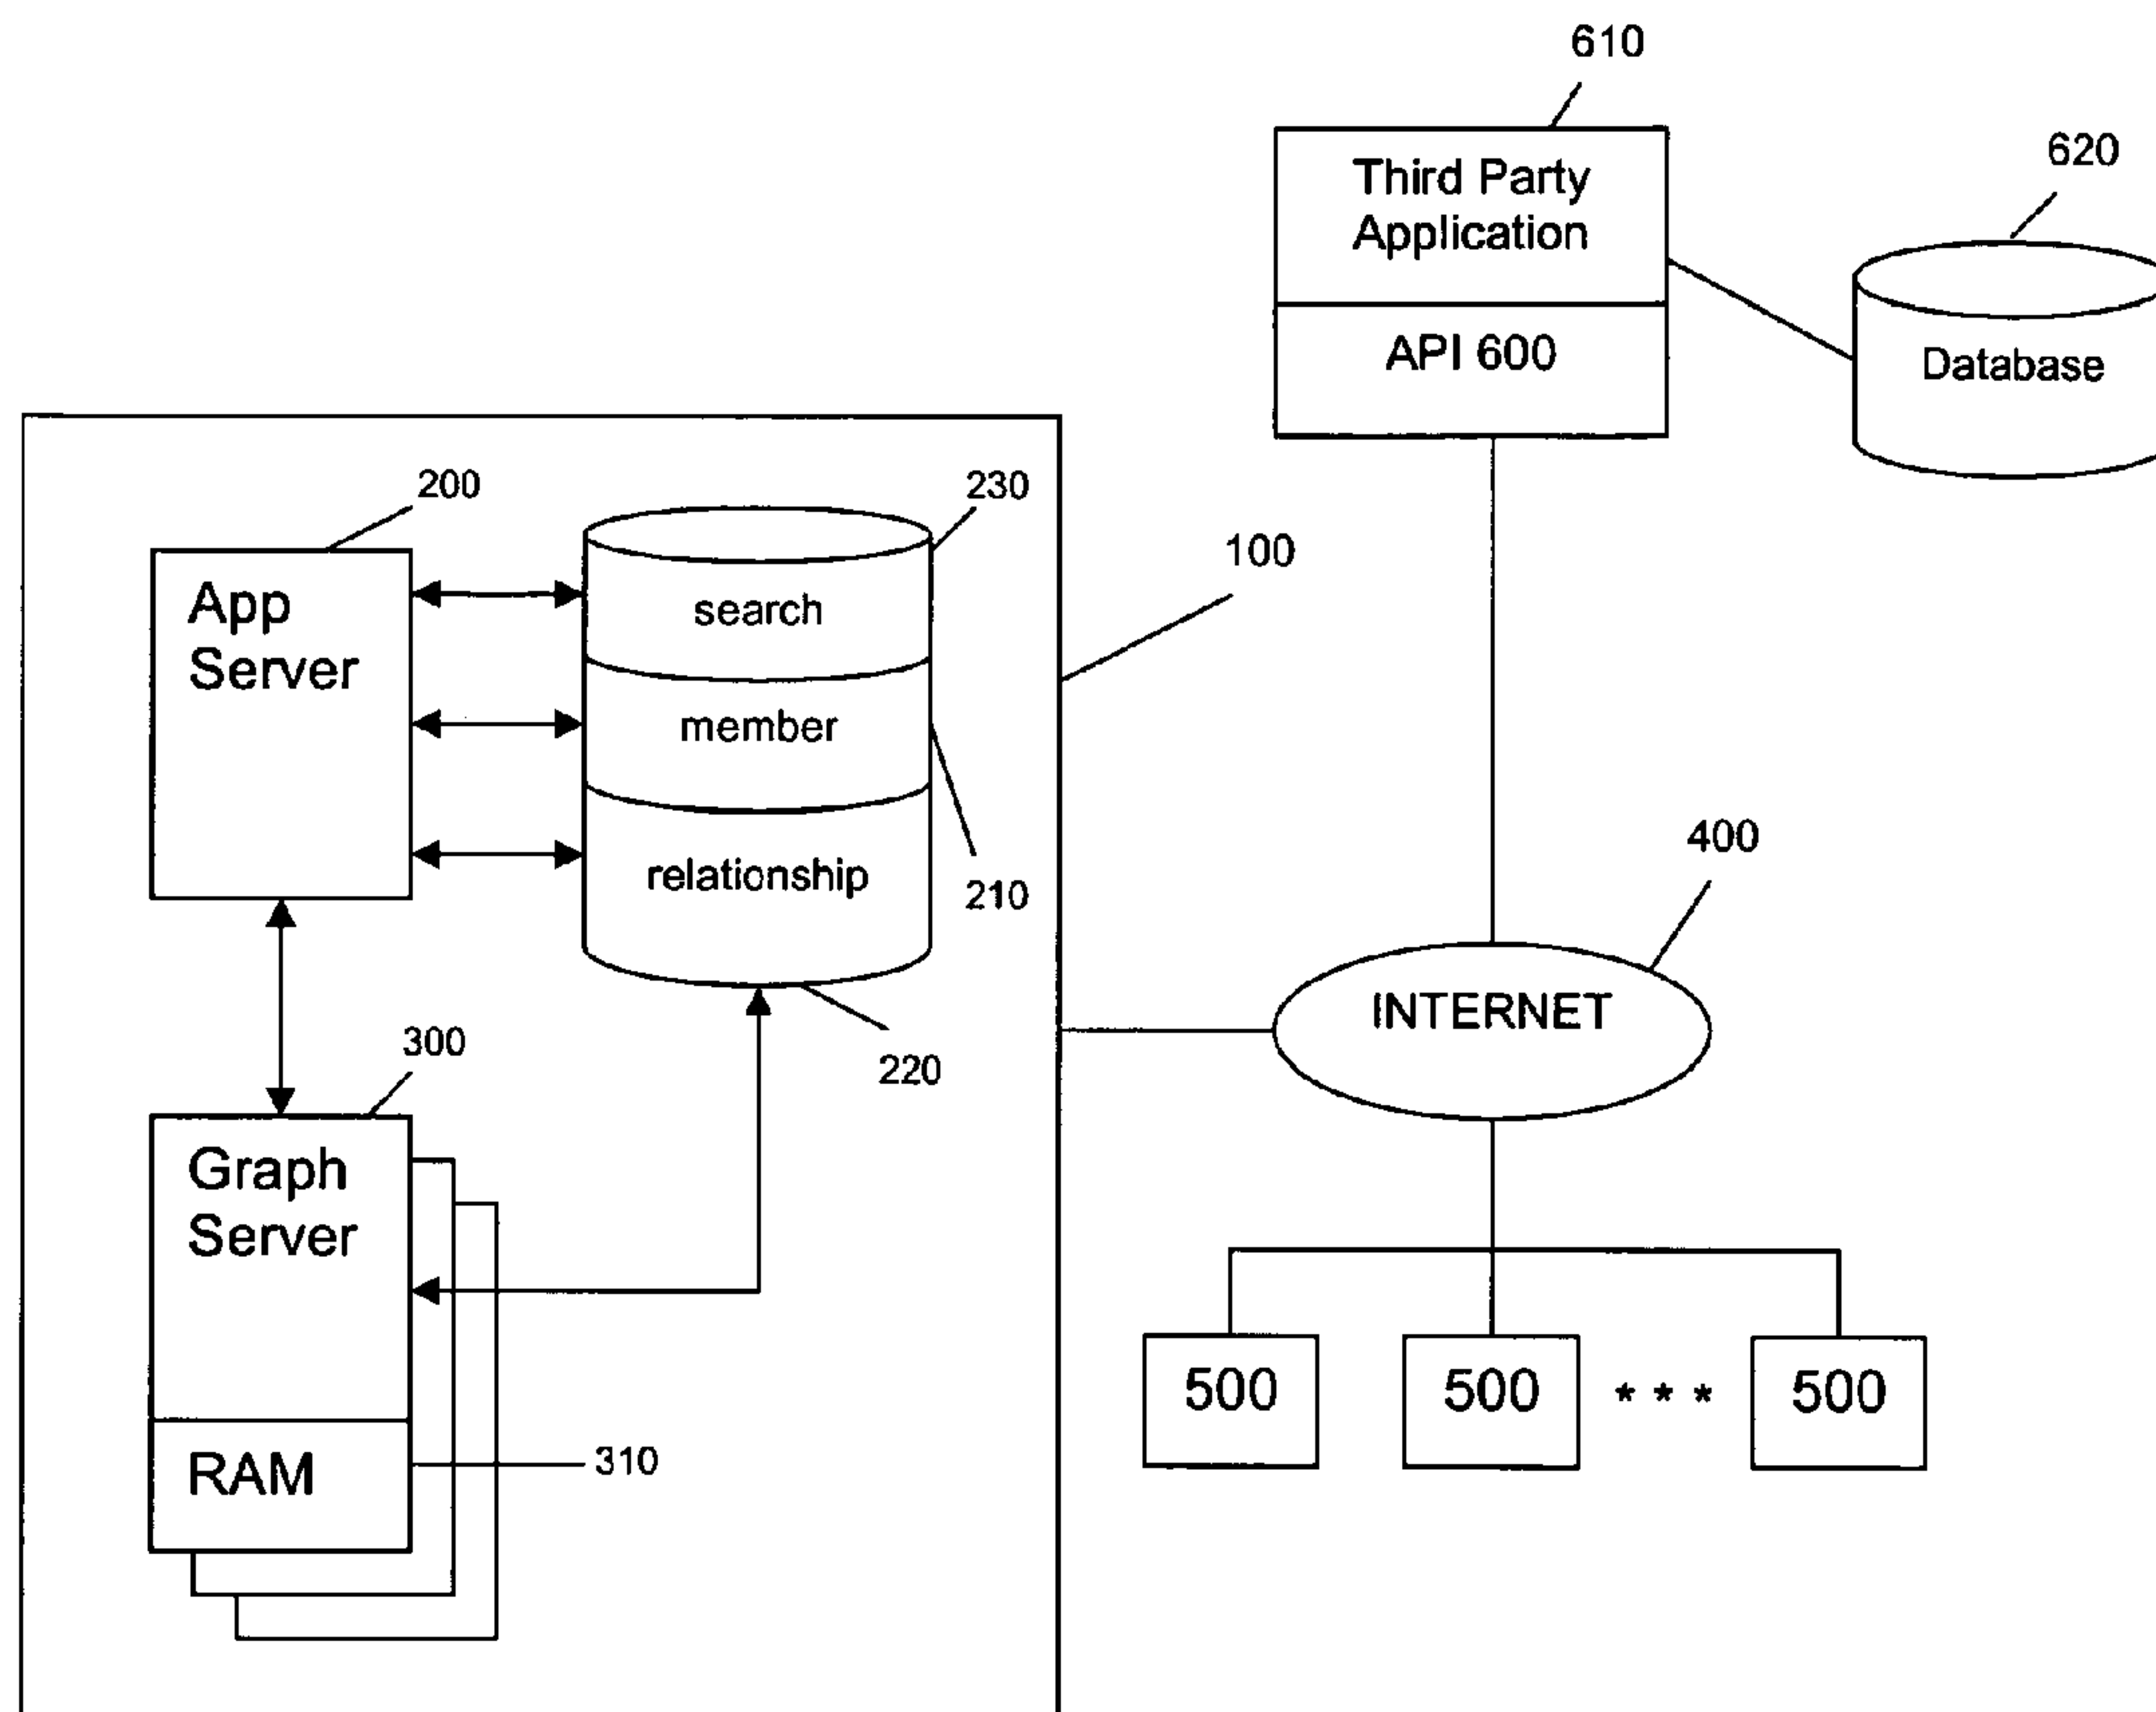 610
Third Party
Application
API 600
620
Database
100
200
App
Server
230
search
member
relationship
210
220
300
Graph
Server
RAM
310
400
INTERNET
500
500
* * *
500